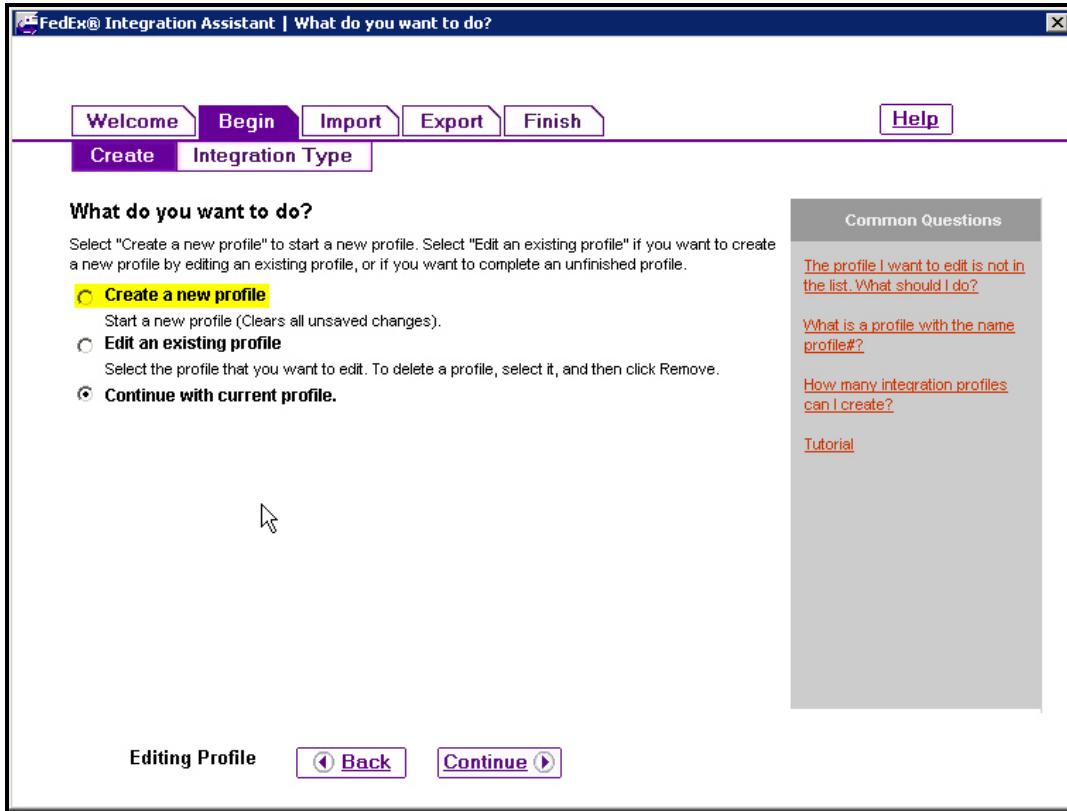 FedEx® Integration Assistant | What do you want to do?
Welcome Begin Import Export Finish Help
Create Integration Type
What do you want to do?
Select "Create a new profile" to start a new profile. Select "Edit an existing profile" if you want to create
a new profile by editing an existing profile, or if you want to complete an unfinished profile.
Create a new profile
Start a new profile (Clears all unsaved changes).
Edit an existing profile
Select the profile that you want to edit. To delete a profile, select it, and then click Remove.
Continue with current profile.
Common Questions
The profile I want to edit is not in
the list. What should I do?
What is a profile with the name
profile#?
How many integration profiles
can I create?
Tutorial
Editing Profile Back Continue